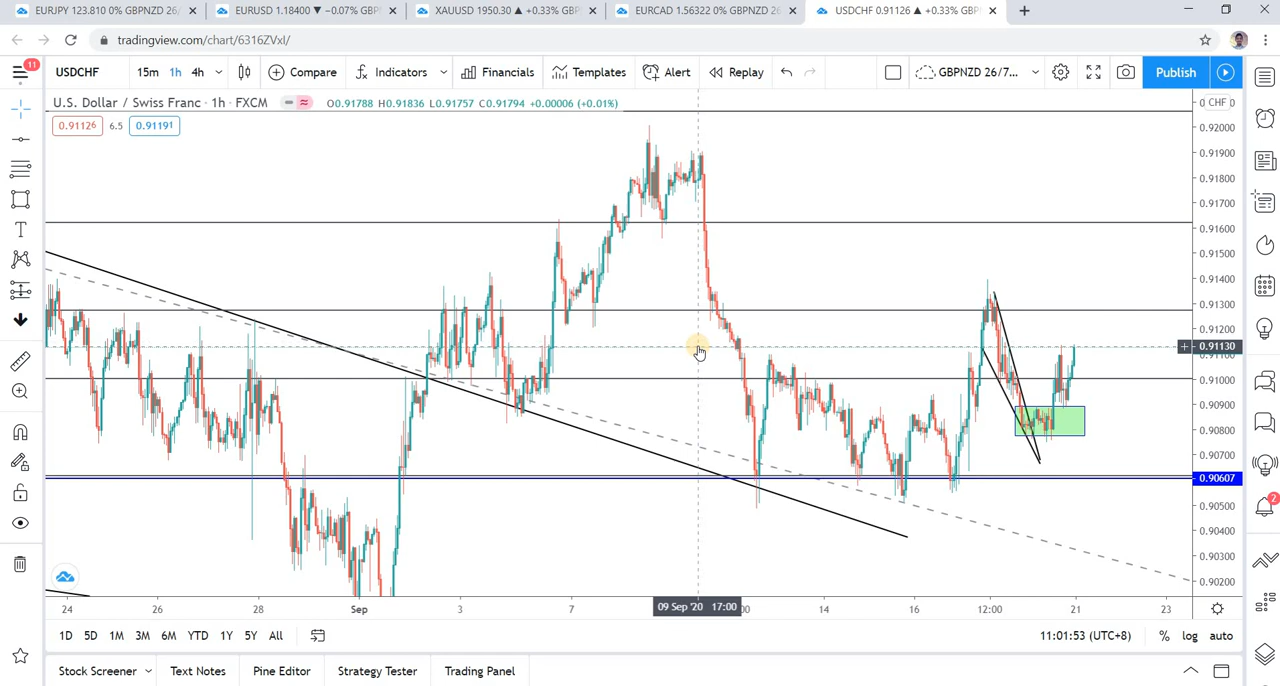 EURJPY 123.810 0% GBPNZD 26/
EURUSD 1.18400 ▼ −0.07% GBP
XAUUSD 1950.30 ▲ +0.33% GBP
EURCAD 1.56322 0% GBPNZD 26
USDCHF 0.91126 ▲ +0.33% GBP
tradingview.com/chart/6316ZVxI/
11
USDCHF 15m 1h 4h Compare Indicators Financials Templates Alert Replay GBPNZD 26/7... Publish
U.S. Dollar / Swiss Franc · 1h · FXCM O0.91788 H0.91836 L0.91757 C0.91794 +0.00006 (+0.01%)
0.91126 6.5 0.91191
CHF
0.92000
0.91900
0.91800
0.91700
0.91600
0.91500
0.91400
0.91300
0.91200
0.91130
0.91000
0.90900
0.90800
0.90700
0.90607
0.90500
0.90400
0.90300
0.90200
2
24 26 28 Sep 3 7 09 Sep '20 17:00 :00 14 16 12:00 21 23
1D 5D 1M 3M 6M YTD 1Y 5Y All 11:01:53 (UTC+8) % log auto
Stock Screener Text Notes Pine Editor Strategy Tester Trading Panel